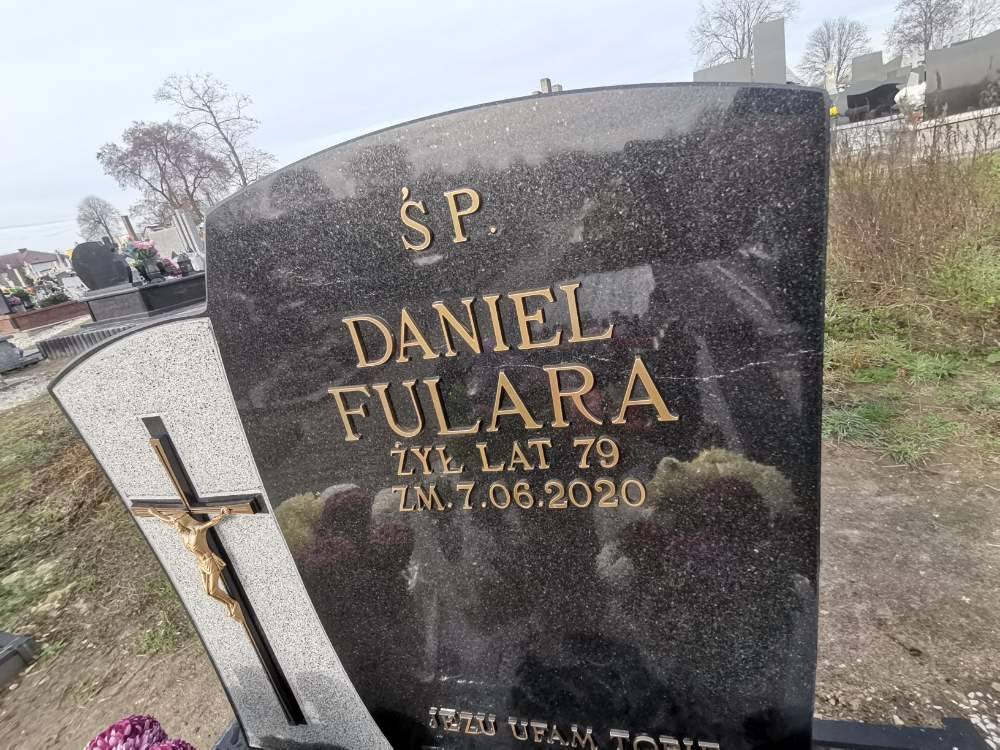 Ś P.
DANIEL
FULARA
ŻYŁ LAT 79
ZM. 7.06.2020
JEZU UFAM TOBIE